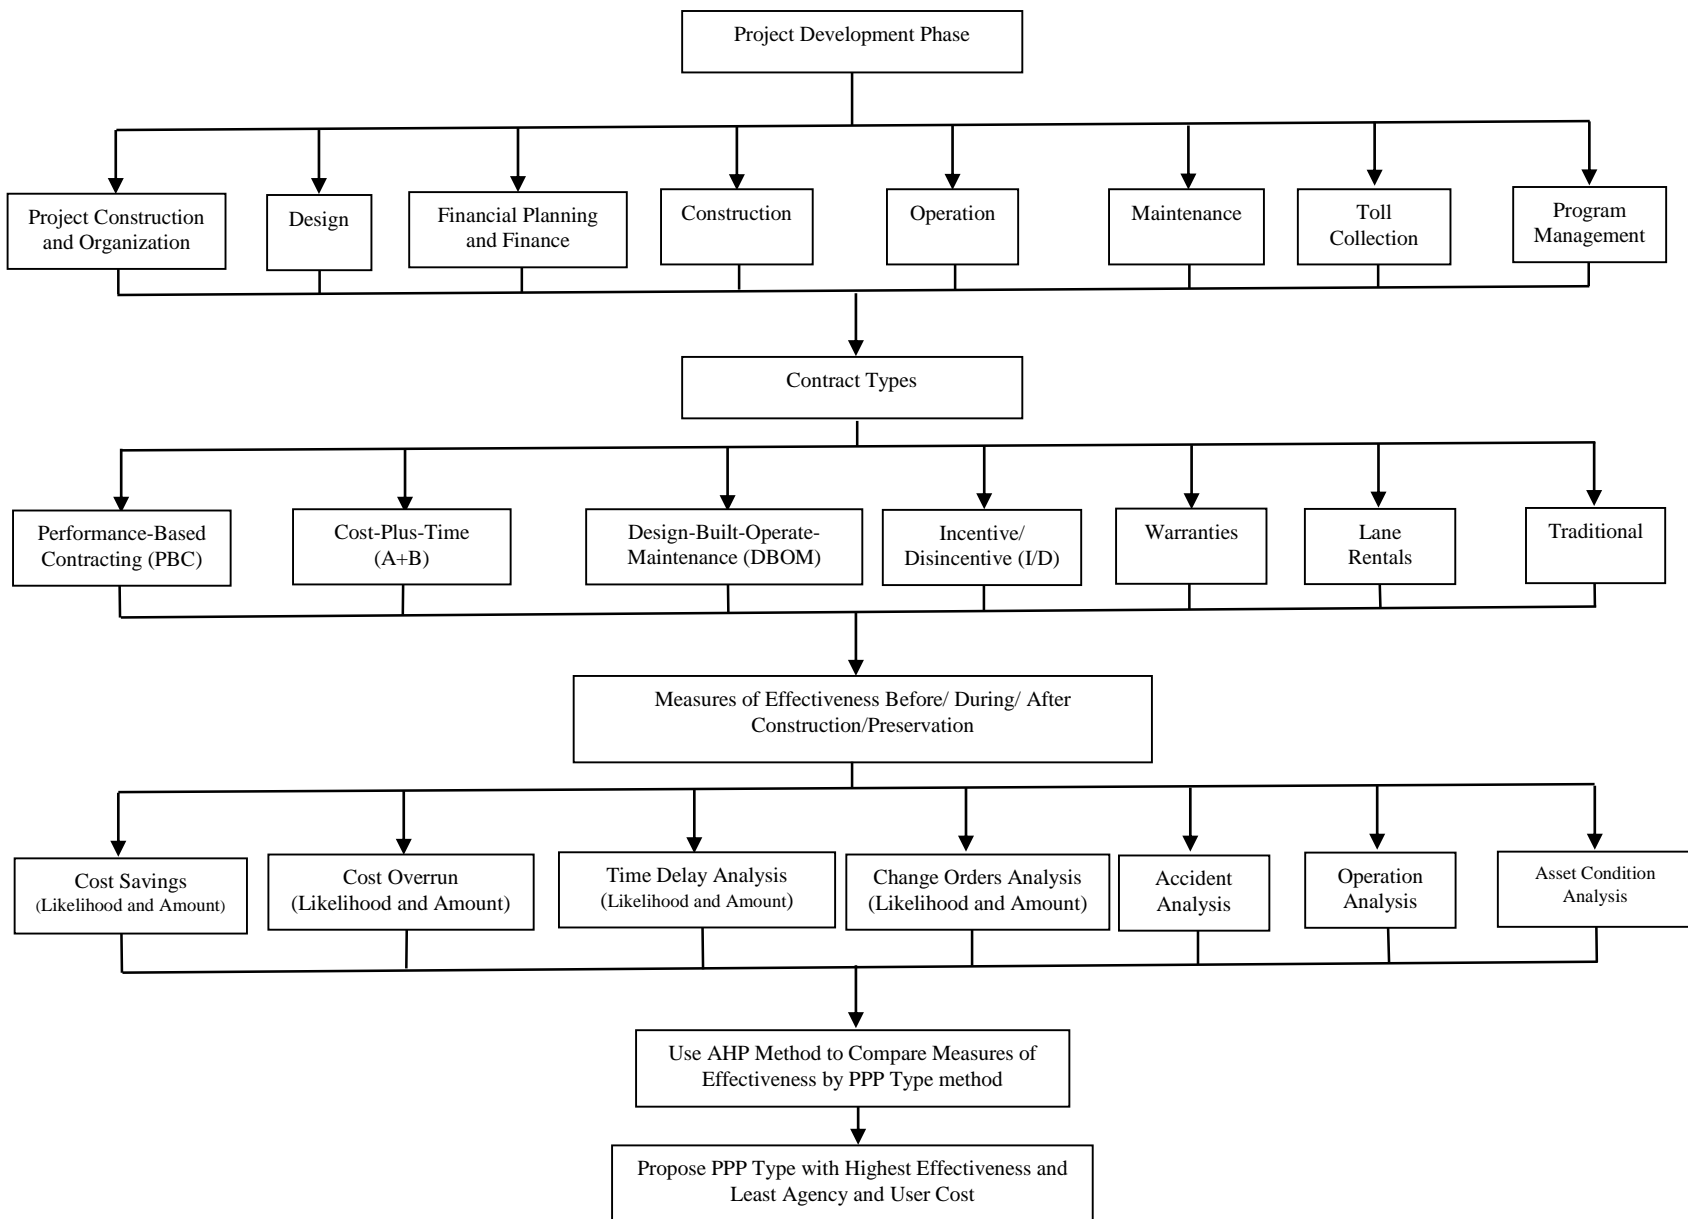 Project Development Phase
Project Construction
and Organization
Design
Financial Planning
and Finance
Construction
Operation
Maintenance
Toll
Collection
Program
Management
Contract Types
Performance-Based
Contracting (PBC)
Cost-Plus-Time
(A+B)
Design-Built-Operate-
Maintenance (DBOM)
Incentive/
Disincentive (I/D)
Warranties
Lane
Rentals
Traditional
Measures of Effectiveness Before/ During/ After
Construction/Preservation
Cost Savings
(Likelihood and Amount)
Cost Overrun
(Likelihood and Amount)
Time Delay Analysis
(Likelihood and Amount)
Change Orders Analysis
(Likelihood and Amount)
Accident
Analysis
Operation
Analysis
Asset Condition
Analysis
Use AHP Method to Compare Measures of
Effectiveness by PPP Type method
Propose PPP Type with Highest Effectiveness and
Least Agency and User Cost